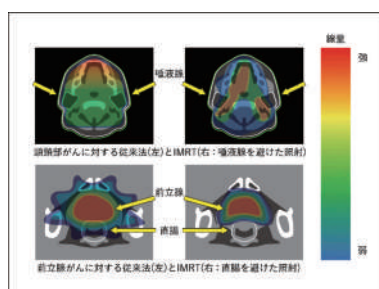 線量
強
唾液腺
頭頸部がんに対する従来法(左)とIMRT(右：唾液腺を避けた照射)
前立腺
直腸
弱
前立腺がんに対する従来法(左)とIMRT(右：直腸を避けた照射)